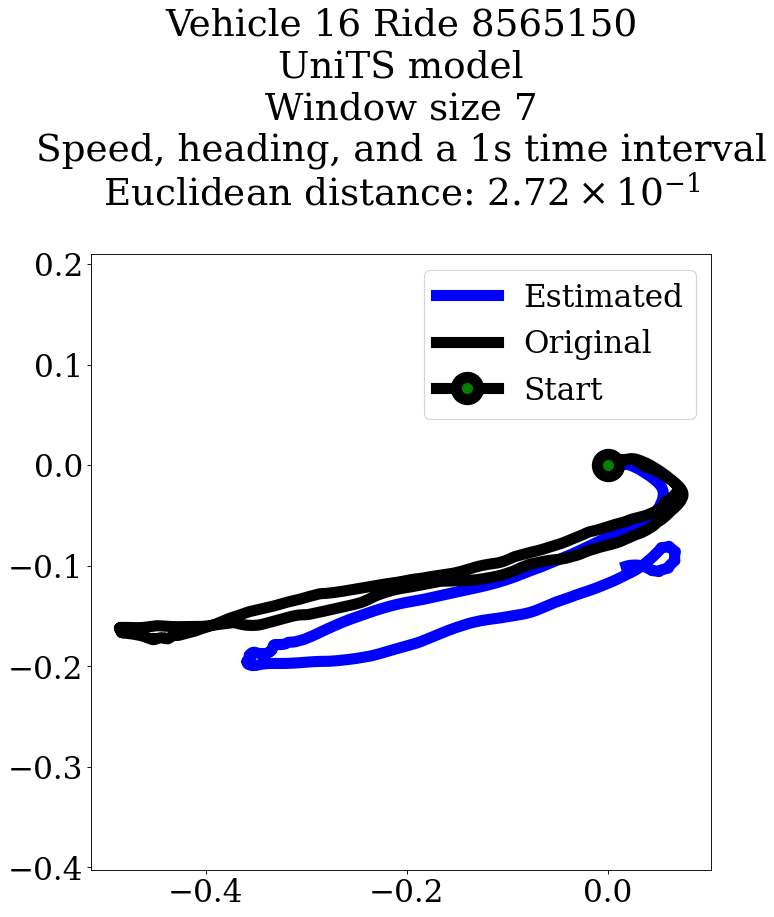 Vehicle 16 Ride 8565150
UniTS model
Window size 7
Speed, heading, and a 1s time interval
Euclidean distance: 2.72 × 10⁻¹
Estimated
Original
Start
0.2
0.1
0.0
−0.1
−0.2
−0.3
−0.4
−0.4 −0.2 0.0